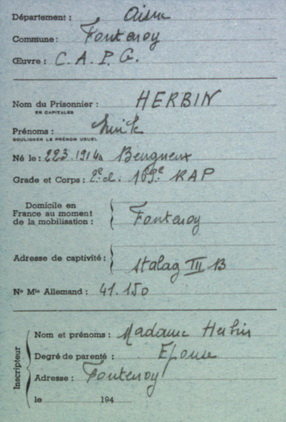 Département : Aisne
Commune : Fontenoy
Œuvre : C.A.P.G.
Nom du Prisonnier : HERBIN
EN CAPITALES
Prénoms :
SOULIGNER LE PRÉNOM USUEL
Né le : 22 3 1914 à Beugneux
Grade et Corps : 2e cl. RAP
Domicile en
France au moment
de la mobilisation : Fontenoy
Adresse de captivité : Stalag III B
No Mle Allemand : 41.150
Inscripteur
Nom et prénoms : Madame Herbin
Degré de parenté : Epouse
Adresse : Fontenoy
le 194